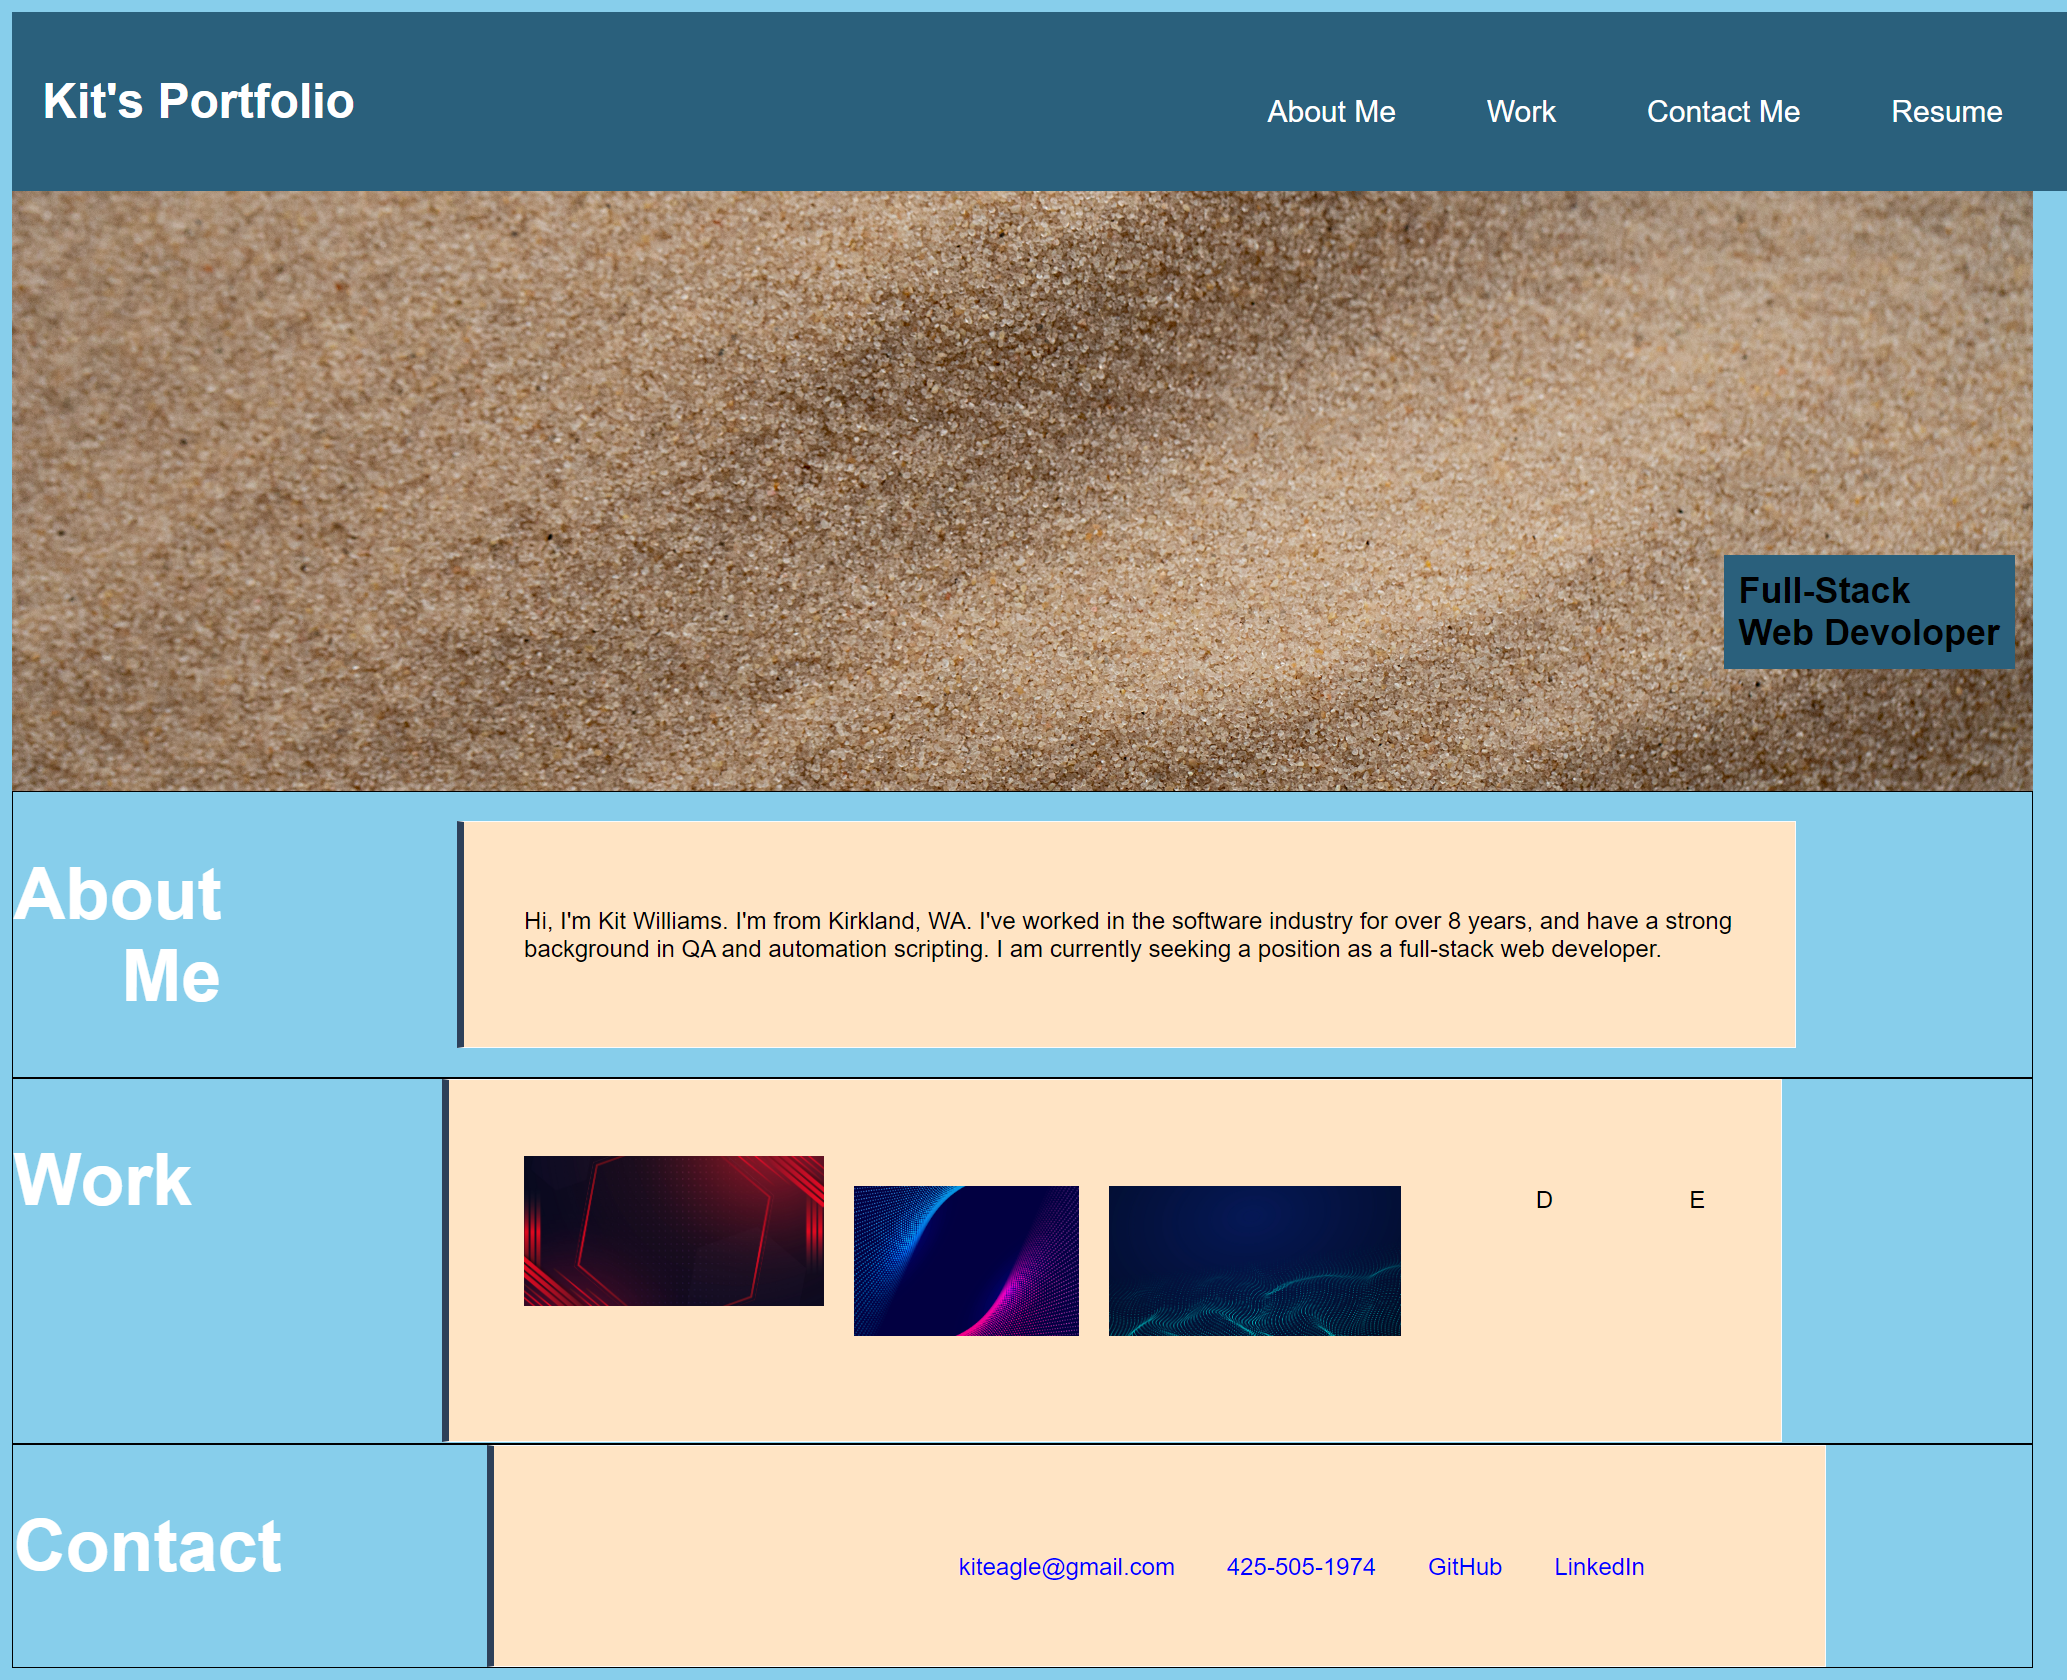 Kit's Portfolio
About Me Work Contact Me Resume
Full-Stack
Web Devoloper
About
Me
Hi, I'm Kit Williams. I'm from Kirkland, WA. I've worked in the software industry for over 8 years, and have a strong
background in QA and automation scripting. I am currently seeking a position as a full-stack web developer.
Work
D E
Contact
kiteagle@gmail.com 425-505-1974 GitHub LinkedIn